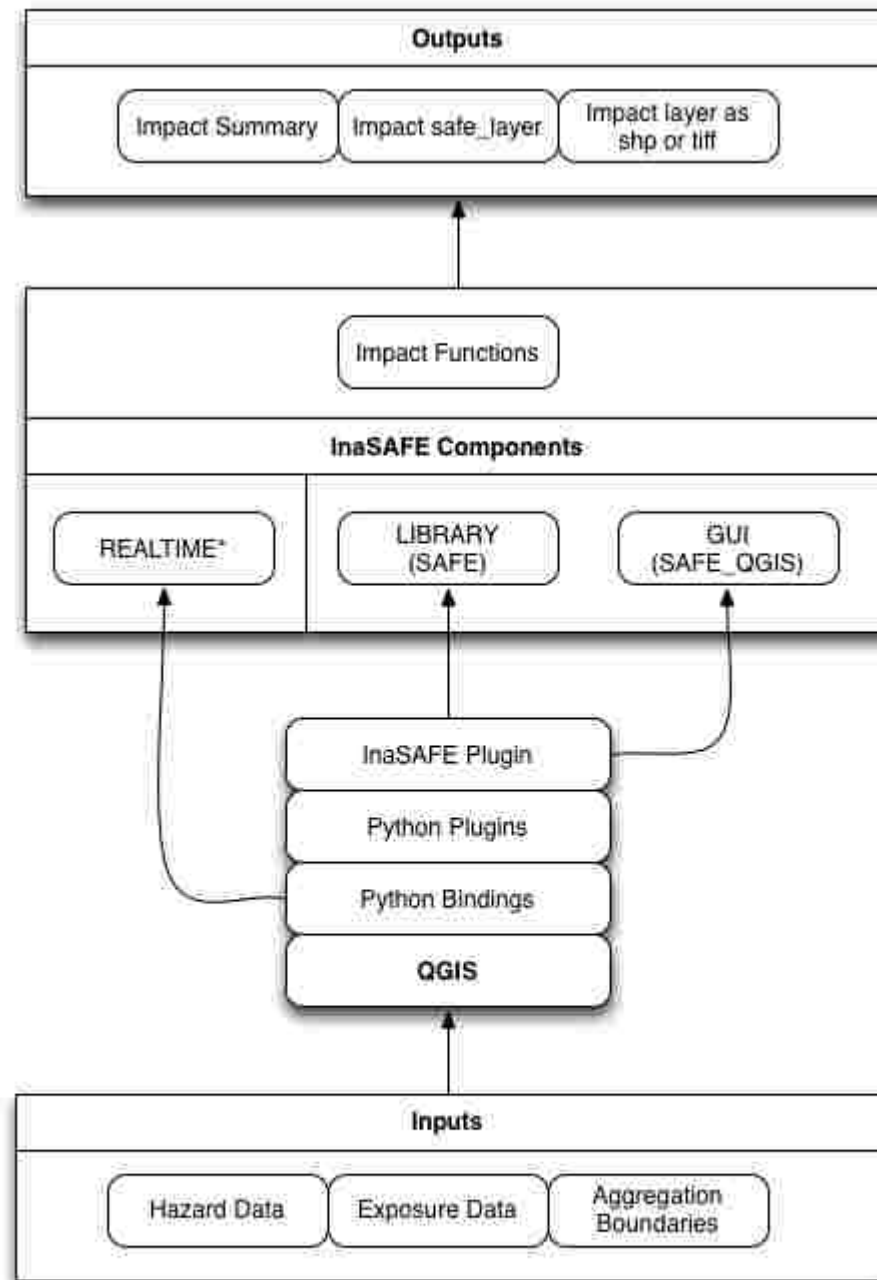 Outputs
Impact Summary
Impact safe_layer
Impact layer as
shp or tiff
Impact Functions
InaSAFE Components
REALTIME*
LIBRARY
(SAFE)
GUI
(SAFE_QGIS)
InaSAFE Plugin
Python Plugins
Python Bindings
QGIS
Inputs
Hazard Data
Exposure Data
Aggregation
Boundaries